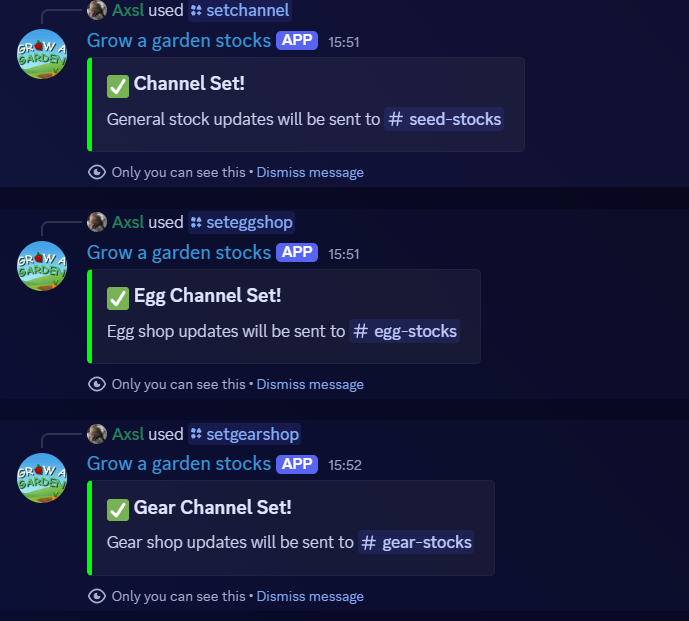 Axsl used setchannel
GROW A GARDEN
Grow a garden stocks APP 15:51
✅ Channel Set!
General stock updates will be sent to # seed-stocks
Only you can see this • Dismiss message
Axsl used seteggshop
GROW A GARDEN
Grow a garden stocks APP 15:51
✅ Egg Channel Set!
Egg shop updates will be sent to # egg-stocks
Only you can see this • Dismiss message
Axsl used setgearshop
GROW A GARDEN
Grow a garden stocks APP 15:52
✅ Gear Channel Set!
Gear shop updates will be sent to # gear-stocks
Only you can see this • Dismiss message